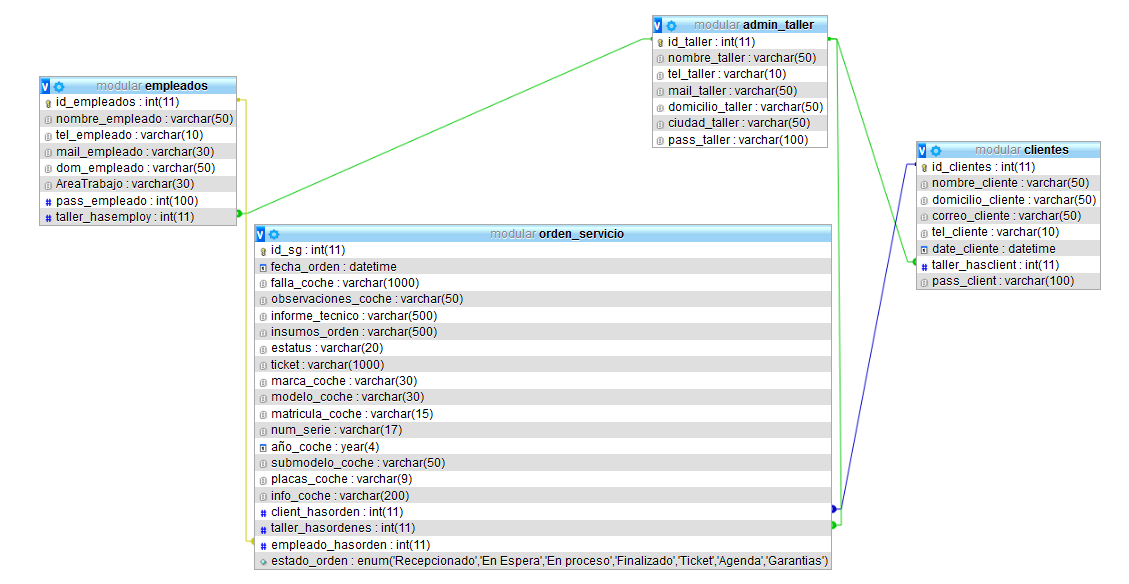 modular empleados
id_empleados : int(11)
nombre_empleado : varchar(50)
tel_empleado : varchar(10)
mail_empleado : varchar(30)
dom_empleado : varchar(50)
AreaTrabajo : varchar(30)
pass_empleado : int(100)
taller_hasemploy : int(11)
modular admin_taller
id_taller : int(11)
nombre_taller : varchar(50)
tel_taller : varchar(10)
mail_taller : varchar(50)
domicilio_taller : varchar(50)
ciudad_taller : varchar(50)
pass_taller : varchar(100)
modular clientes
id_clientes : int(11)
nombre_cliente : varchar(50)
domicilio_cliente : varchar(50)
correo_cliente : varchar(50)
tel_cliente : varchar(10)
date_cliente : datetime
taller_hasclient : int(11)
pass_client : varchar(100)
modular orden_servicio
id_sg : int(11)
fecha_orden : datetime
falla_coche : varchar(1000)
observaciones_coche : varchar(50)
informe_tecnico : varchar(500)
insumos_orden : varchar(500)
estatus : varchar(20)
ticket : varchar(1000)
marca_coche : varchar(30)
modelo_coche : varchar(30)
matricula_coche : varchar(15)
num_serie : varchar(17)
año_coche : year(4)
submodelo_coche : varchar(50)
placas_coche : varchar(9)
info_coche : varchar(200)
client_hasorden : int(11)
taller_hasordenes : int(11)
empleado_hasorden : int(11)
estado_orden : enum('Recepcionado','En Espera','En proceso','Finalizado','Ticket','Agenda','Garantias')